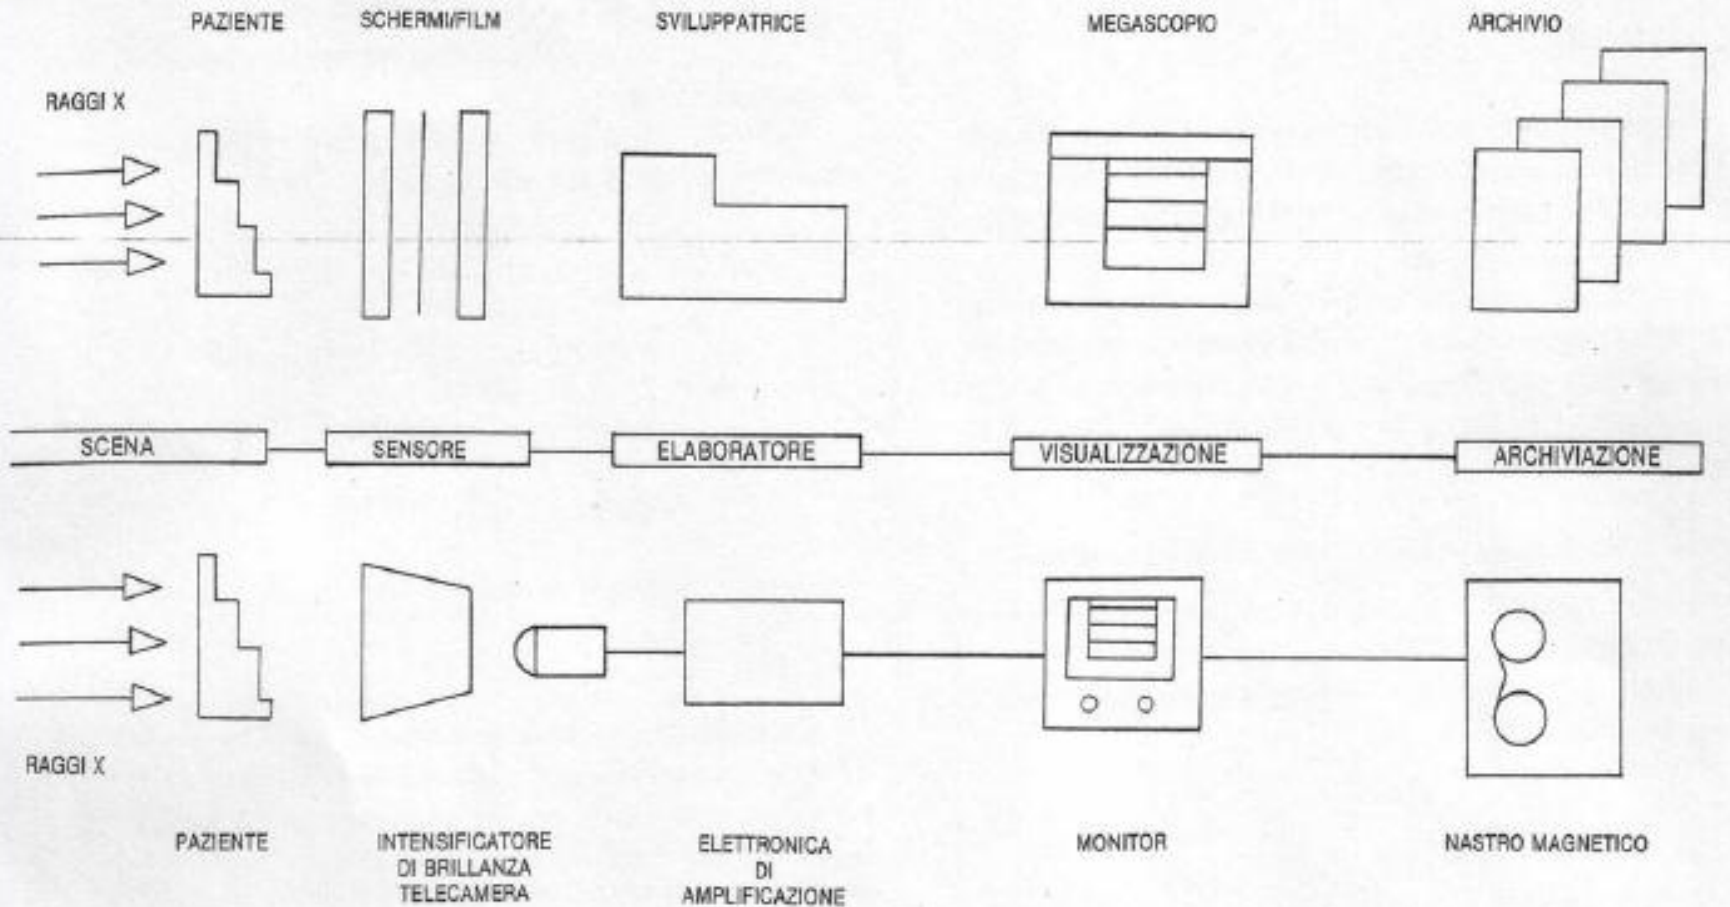 PAZIENTE SCHERMI/FILM SVILUPPATRICE MEGASCOPIO ARCHIVIO
RAGGI X
SCENA SENSORE ELABORATORE VISUALIZZAZIONE ARCHIVIAZIONE
RAGGI X
PAZIENTE
INTENSIFICATORE
DI BRILLANZA
TELECAMERA
ELETTRONICA
DI
AMPLIFICAZIONE
MONITOR
NASTRO MAGNETICO